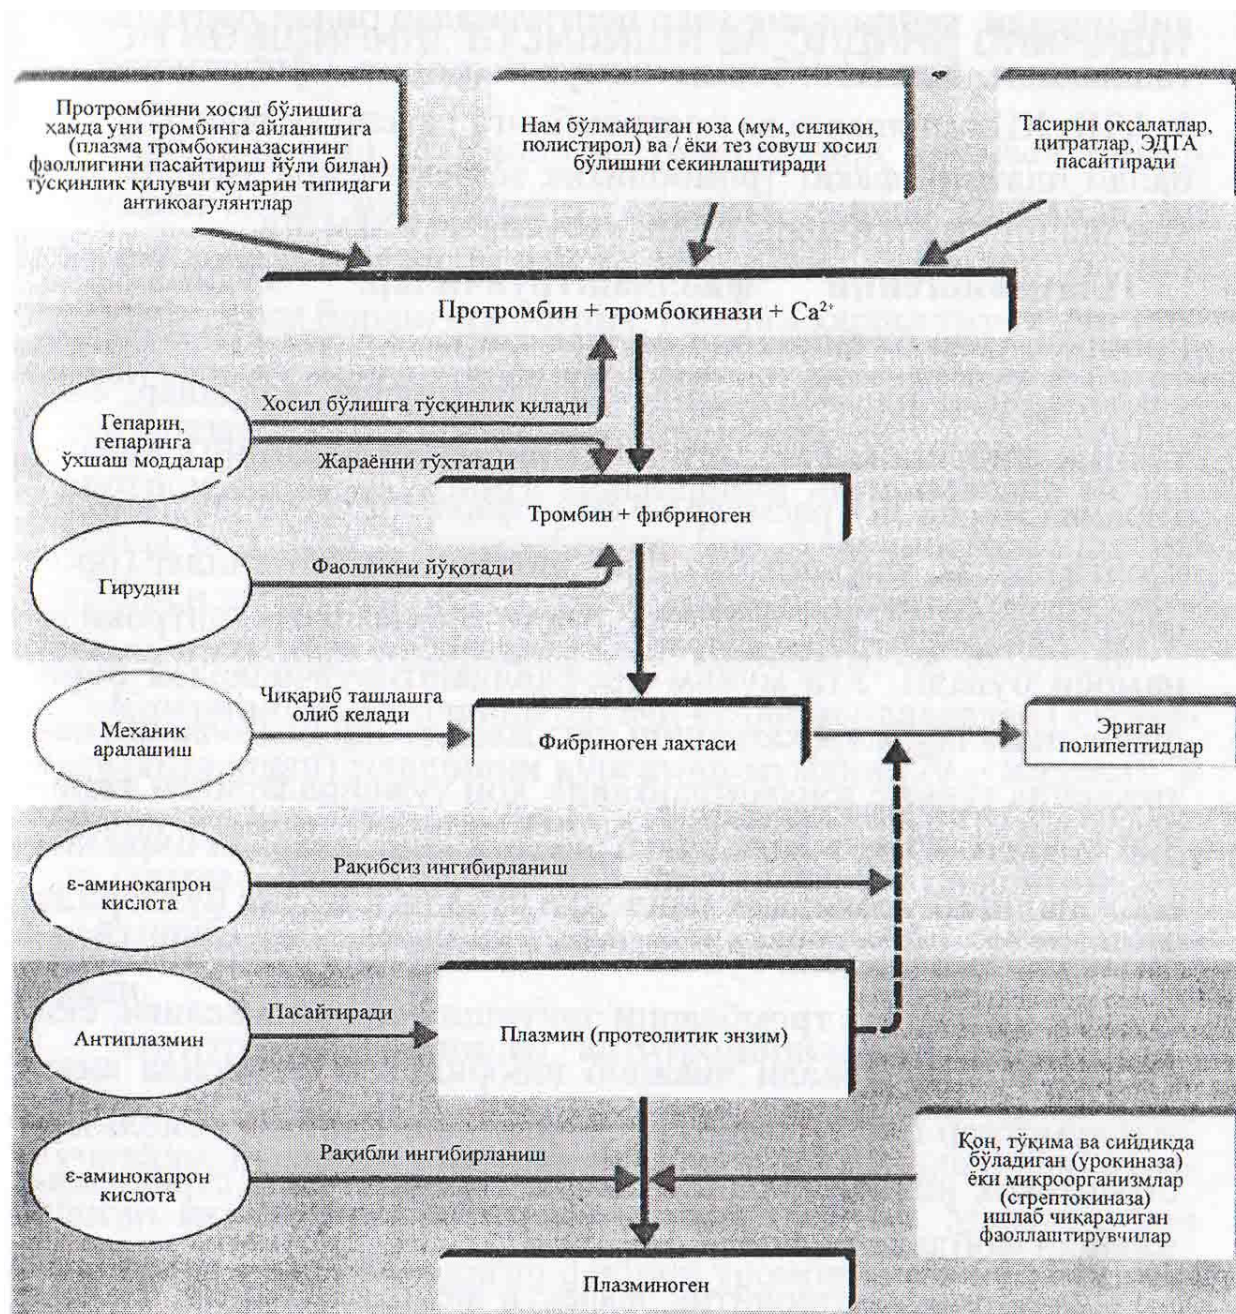 Протромбинни хосил бўлишига
ҳамда уни тромбинга айланишига
(плазма тромбокиназасининг
фаоллигини пасайтириш йўли билан)
тўсқинлик қилувчи кумарин типидаги
антикоагулянтлар
Нам бўлмайдиган юза (мум, силикон,
полистирол) ва / ёки тез совуш хосил
бўлишни секинлаштиради
Тасирни оксалатлар,
цитратлар, ЭДТА
пасайтиради
Протромбин + тромбокинази + Ca²⁺
Гепарин,
гепаринга
ўхшаш моддалар
Хосил бўлишга тўсқинлик қилади
Жараённи тўхтатади
Тромбин + фибриноген
Гирудин
Фаолликни йўқотади
Механик
аралашиш
Чиқариб ташлашга
олиб келади
Фибриноген лахтаси
Эриган
полипептидлар
ε-аминокапрон
кислота
Рақибсиз ингибирланиш
Антиплазмин
Пасайтиради
Плазмин (протеолитик энзим)
ε-аминокапрон
кислота
Рақибли ингибирланиш
Қон, тўқима ва сийдикда
бўладиган (урокиназа)
ёки микроорганизмлар
(стрептокиназа)
ишлаб чиқарадиган
фаоллаштирувчилар
Плазминоген